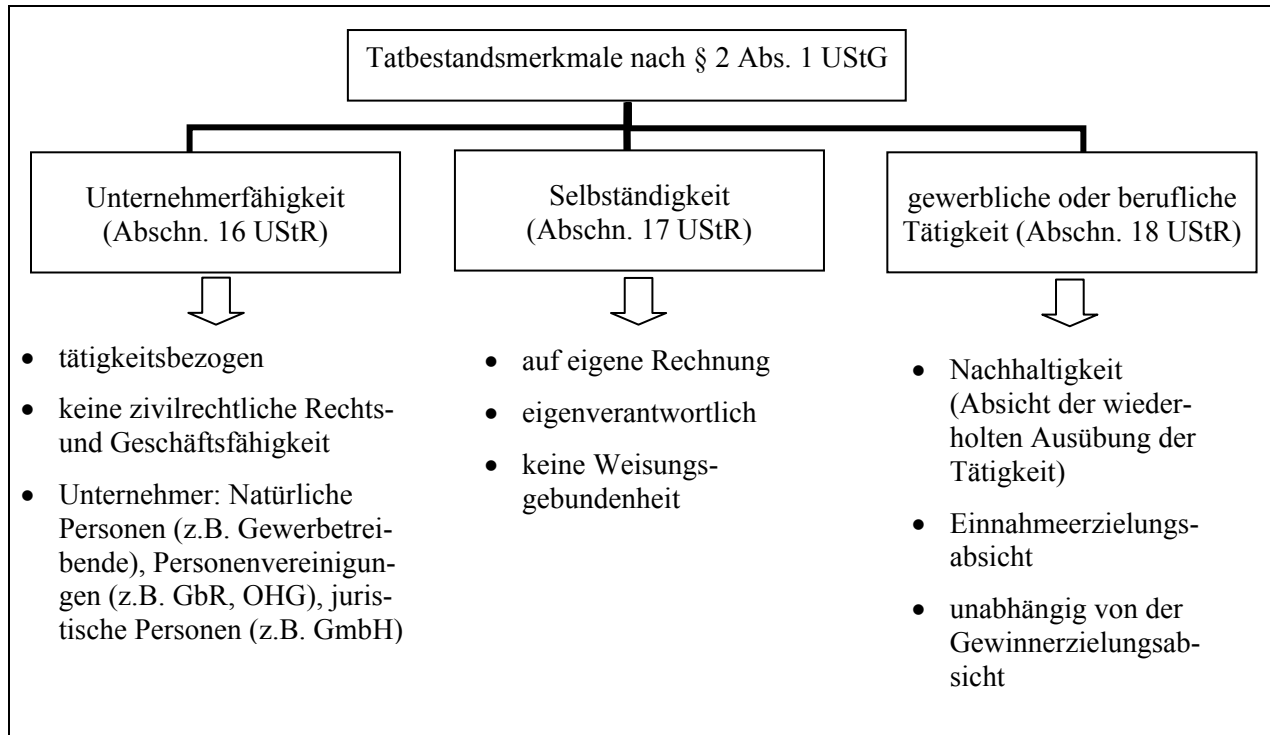 Tatbestandsmerkmale nach § 2 Abs. 1 UStG
Unternehmerfähigkeit
(Abschn. 16 UStR)
Selbständigkeit
(Abschn. 17 UStR)
gewerbliche oder berufliche
Tätigkeit (Abschn. 18 UStR)
• tätigkeitsbezogen
• keine zivilrechtliche Rechts-
und Geschäftsfähigkeit
• Unternehmer: Natürliche
Personen (z.B. Gewerbetrei-
bende), Personenvereinigun-
gen (z.B. GbR, OHG), juris-
tische Personen (z.B. GmbH)
• auf eigene Rechnung
• eigenverantwortlich
• keine Weisungs-
gebundenheit
• Nachhaltigkeit
(Absicht der wieder-
holten Ausübung der
Tätigkeit)
• Einnahmeerzielungs-
absicht
• unabhängig von der
Gewinnerzielungsab-
sicht